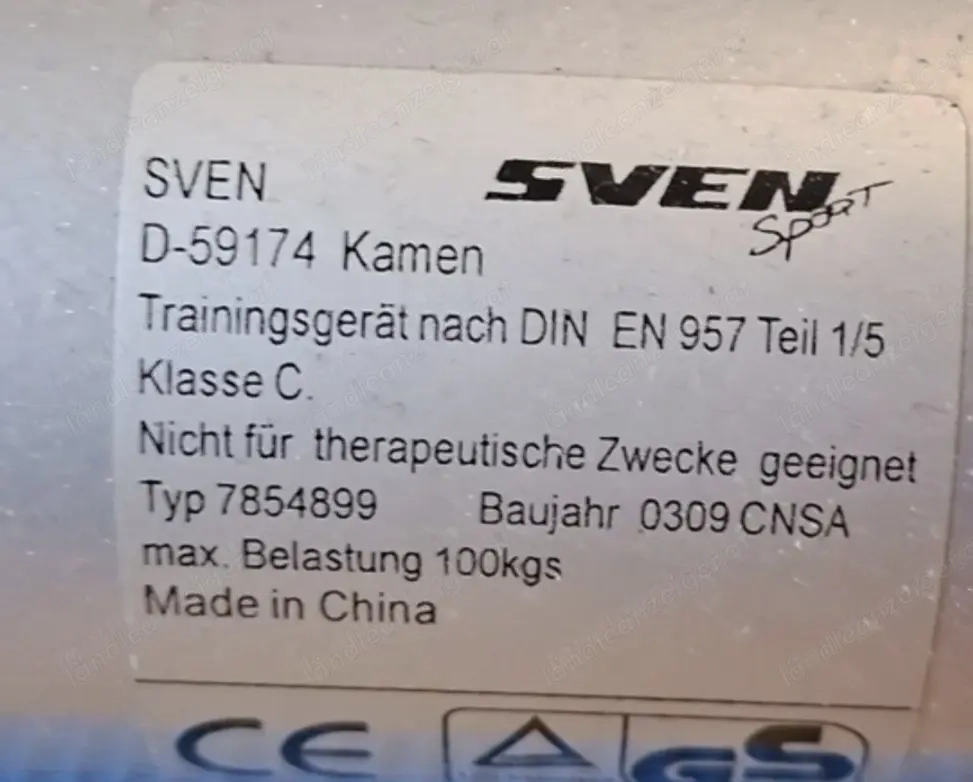 SVEN
SVEN
Sport
D-59174 Kamen
Trainingsgerät nach DIN EN 957 Teil 1/5
Klasse C.
Nicht für therapeutische Zwecke geeignet
Typ 7854899 Baujahr 0309 CNSA
max. Belastung 100kgs
Made in China
CE GS